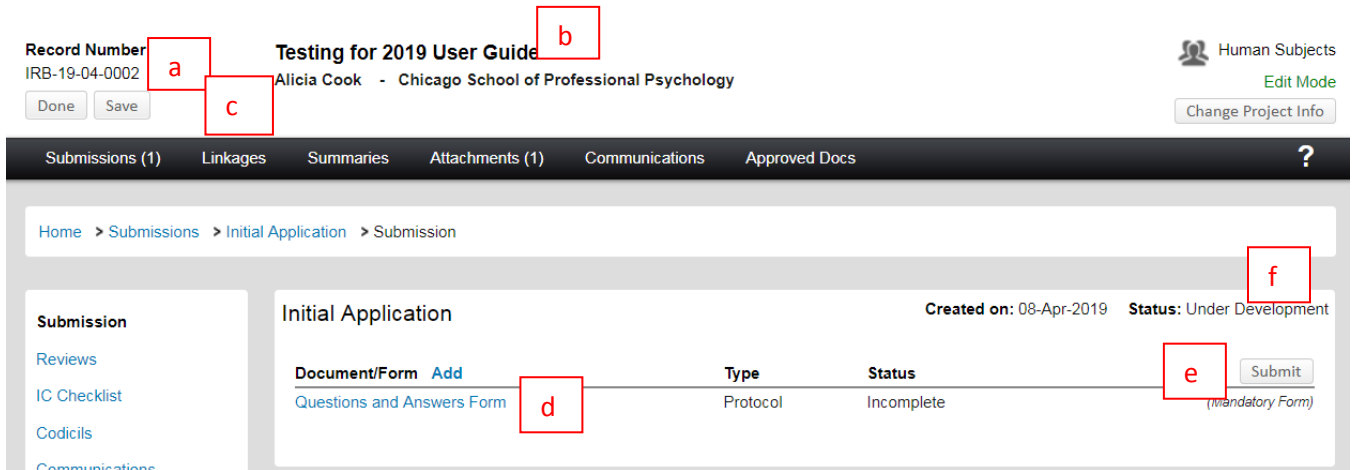 Record Number
IRB-19-04-0002
a
Done
Save
c
Testing for 2019 User Guide
b
Alicia Cook - Chicago School of Professional Psychology
Human Subjects
Edit Mode
Change Project Info
Submissions (1) Linkages Summaries Attachments (1) Communications Approved Docs ?
Home > Submissions > Initial Application > Submission
f
Submission
Reviews
IC Checklist
Codicils
Communications
Initial Application
Created on: 08-Apr-2019 Status: Under Development
Document/Form Add Type Status e Submit
Questions and Answers Form d Protocol Incomplete (Mandatory Form)